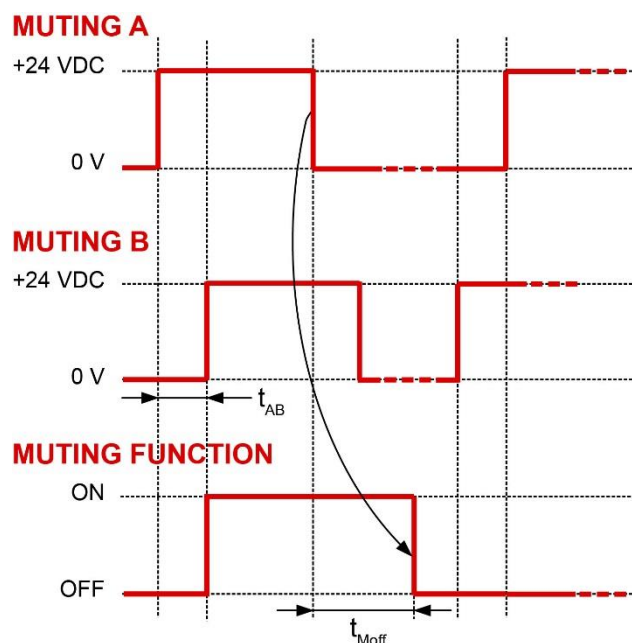 MUTING A
+24 VDC
0 V
MUTING B
+24 VDC
0 V
tAB
MUTING FUNCTION
ON
OFF
tMoff